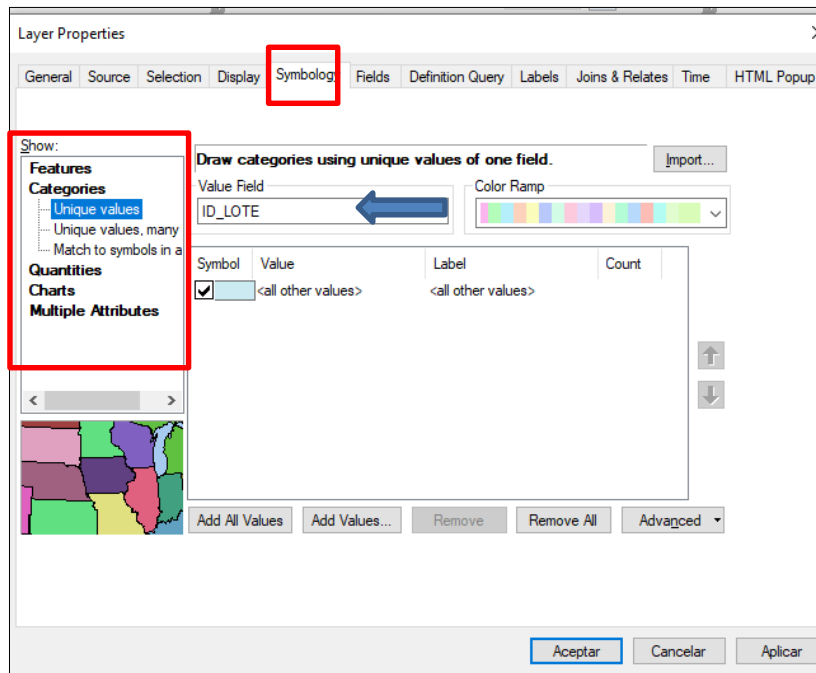 Layer Properties
General Source Selection Display Symbology Fields Definition Query Labels Joins & Relates Time HTML Popup
Show:
Features
Categories
Unique values
Unique values, many
Match to symbols in a
Quantities
Charts
Multiple Attributes
Draw categories using unique values of one field.
Import...
Value Field
ID_LOTE
Color Ramp
Symbol Value Label Count
<all other values> <all other values>
Add All Values Add Values... Remove Remove All Advanced
Aceptar Cancelar Aplicar